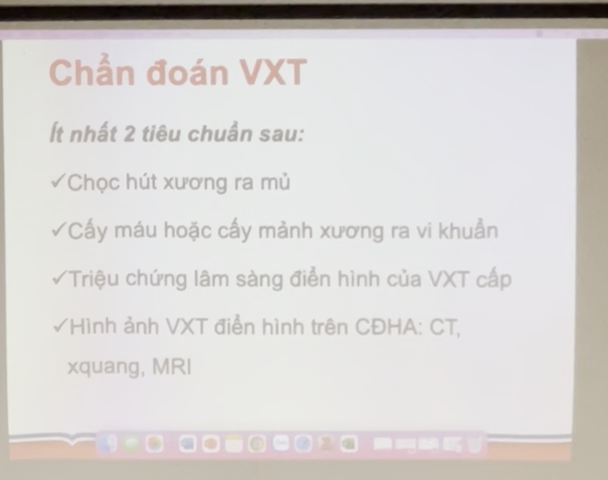 Chẩn đoán VXT
Ít nhất 2 tiêu chuẩn sau:
✓Chọc hút xương ra mủ
✓Cấy máu hoặc cấy mảnh xương ra vi khuẩn
✓Triệu chứng lâm sàng điển hình của VXT cấp
✓Hình ảnh VXT điển hình trên CĐHA: CT,
xquang, MRI